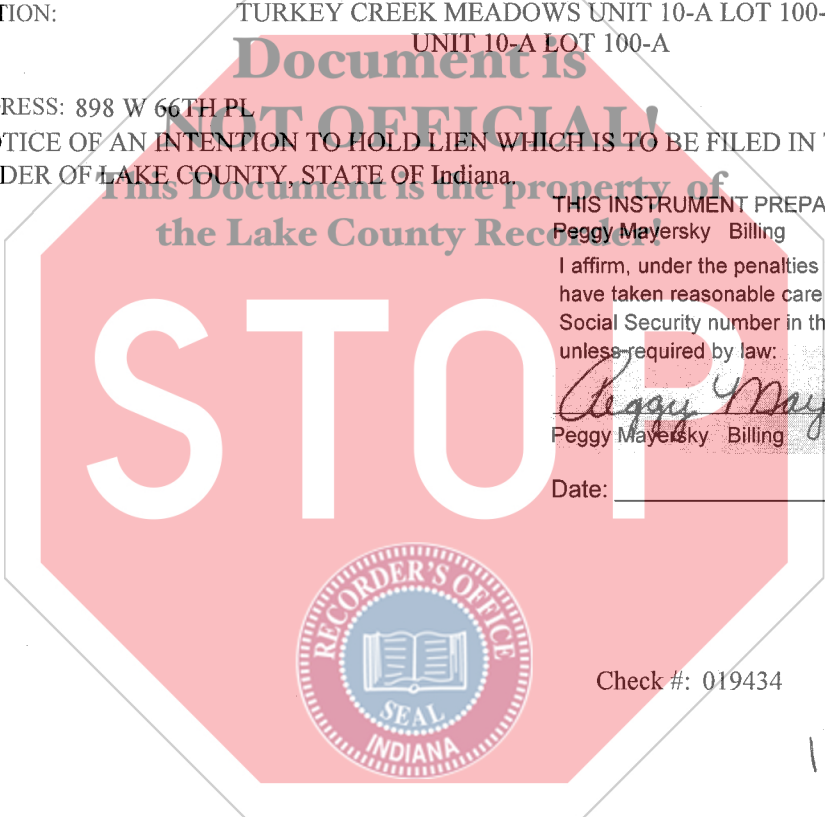 TION: TURKEY CREEK MEADOWS UNIT 10-A LOT 100-
UNIT 10-A LOT 100-A
Document is
NOT OFFICIAL!
This Document is the property of
the Lake County Recorder!
RESS: 898 W 66TH PL
OTICE OF AN INTENTION TO HOLD LIEN WHICH IS TO BE FILED IN
DER OF LAKE COUNTY, STATE OF Indiana.
THIS INSTRUMENT PREPA
Peggy Mayersky Billing
I affirm, under the penalties
have taken reasonable care
Social Security number in th
unless required by law:
Peggy May
Peggy Mayersky Billing
Date:
STOP
RECORDER'S OFFICE
SEAL
INDIANA
Check #: 019434